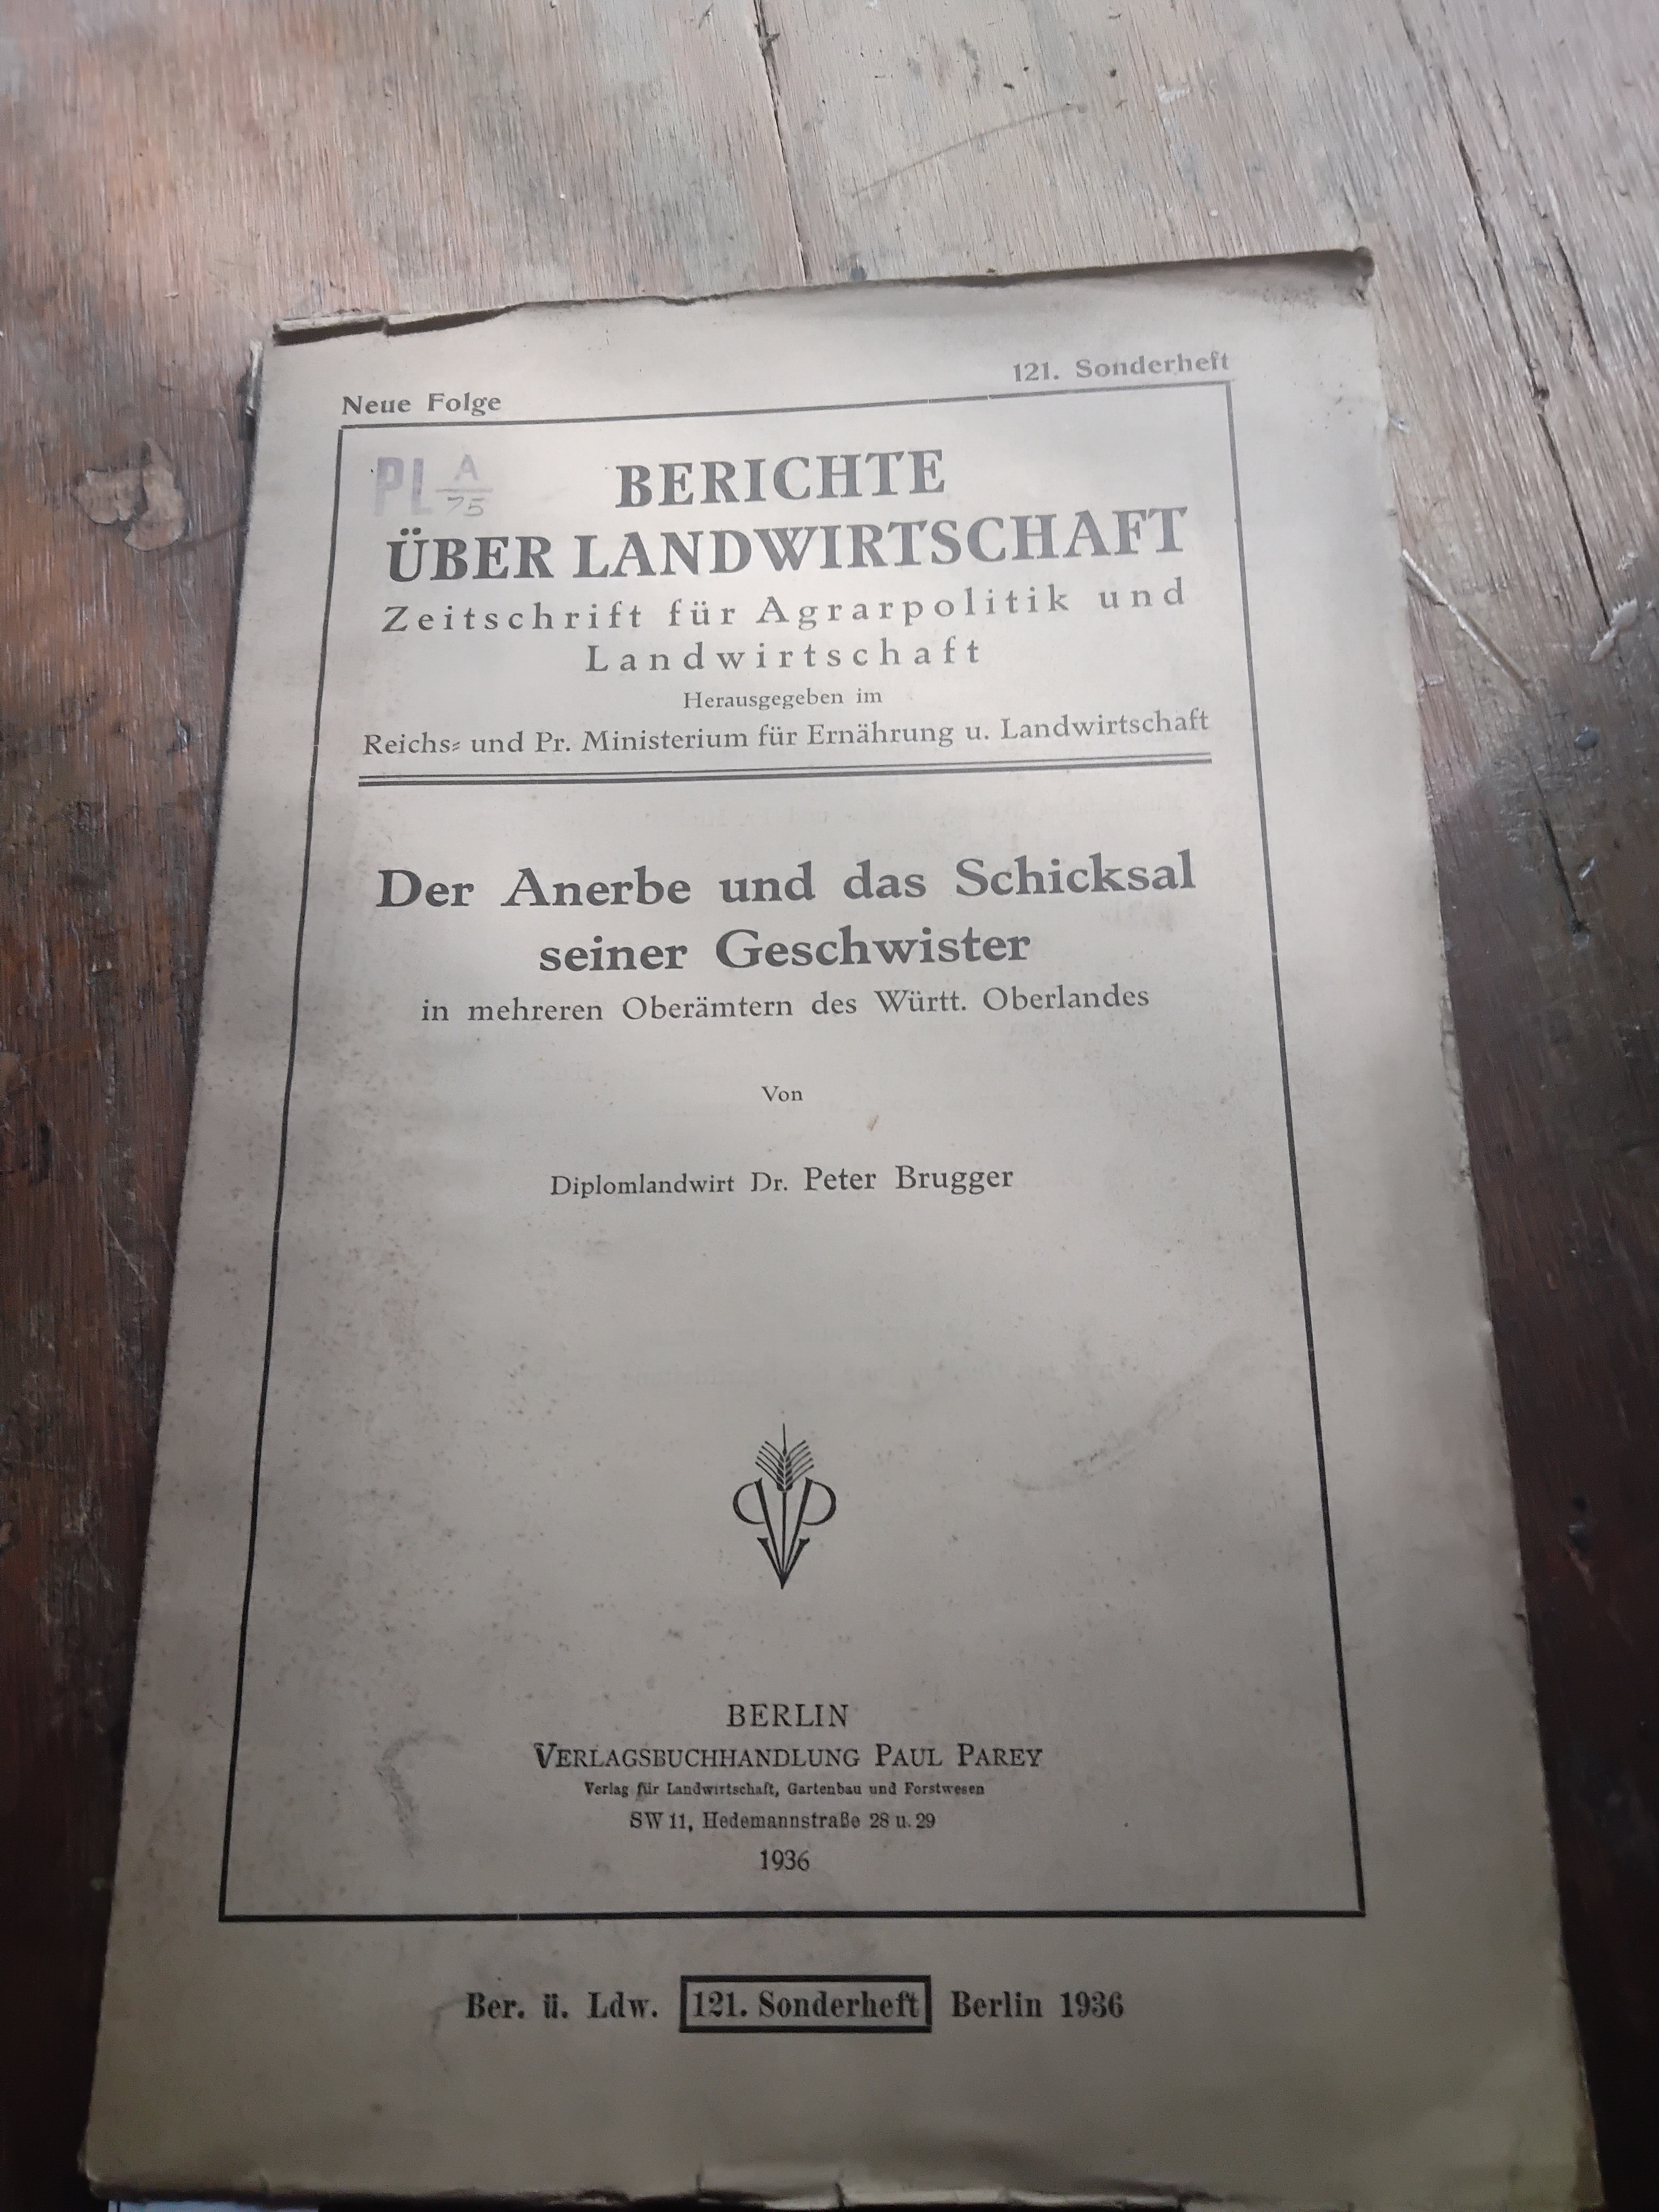 Neue Folge
121. Sonderheft
PL A
75
BERICHTE
ÜBER LANDWIRTSCHAFT
Zeitschrift für Agrarpolitik und
Landwirtschaft
Herausgegeben im
Reichs= und Pr. Ministerium für Ernährung u. Landwirtschaft
Der Anerbe und das Schicksal
seiner Geschwister
in mehreren Oberämtern des Württ. Oberlandes
Von
Diplomlandwirt Dr. Peter Brugger
BERLIN
VERLAGSBUCHHANDLUNG PAUL PAREY
Verlag für Landwirtschaft, Gartenbau und Forstwesen
SW 11, Hedemannstraße 28 u. 29
1936
Ber. ü. Ldw. 121. Sonderheft Berlin 1936